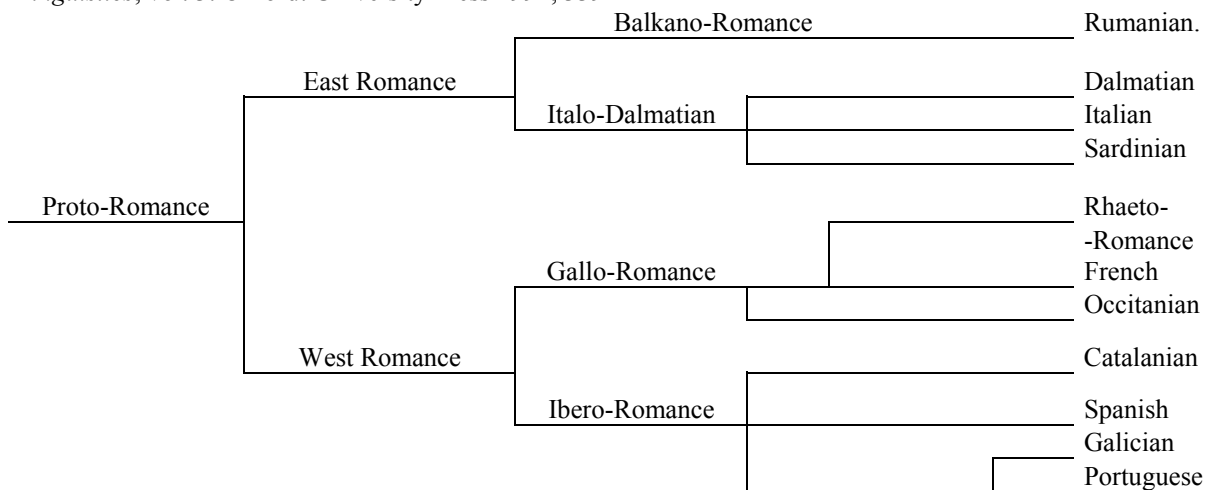 Balkano-Romance Rumanian.
East Romance Dalmatian
Italo-Dalmatian Italian
Sardinian
Proto-Romance Rhaeto-
-Romance
Gallo-Romance French
Occitanian
West Romance Catalanian
Ibero-Romance Spanish
Galician
Portuguese